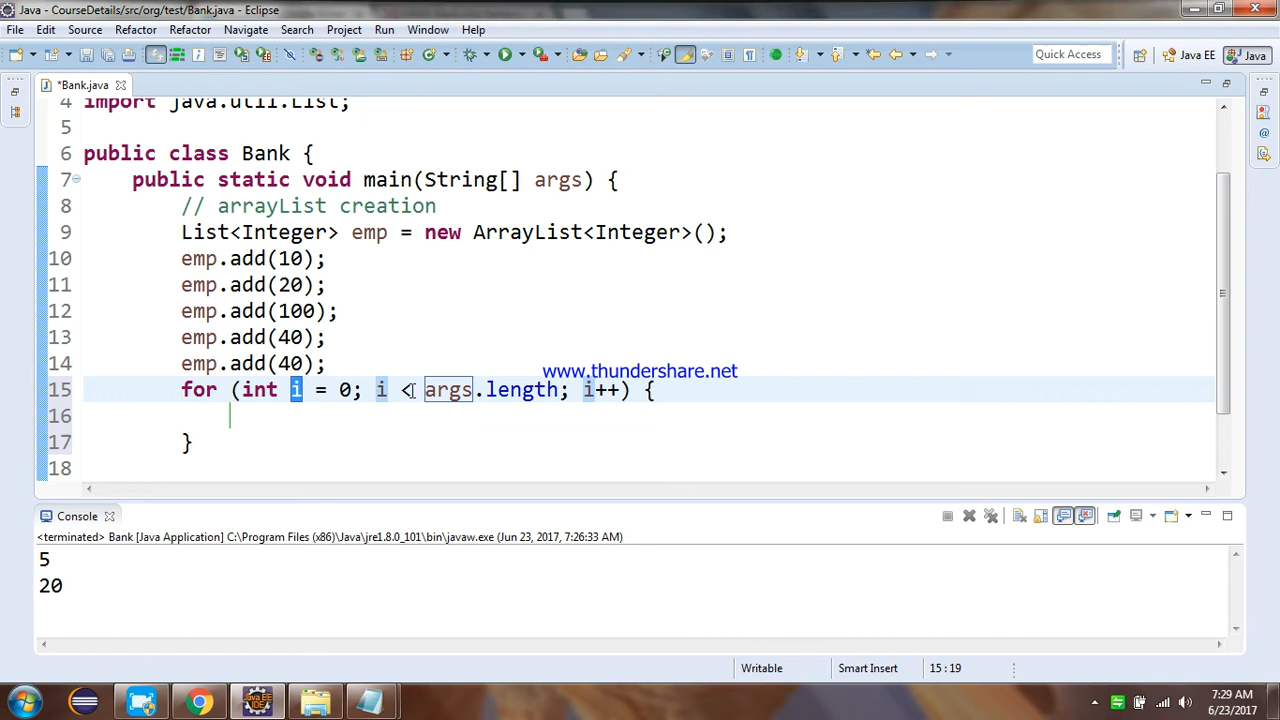 Java - CourseDetails/src/org/test/Bank.java - Eclipse
File Edit Source Refactor Refactor Navigate Search Project Run Window Help
Quick Access Java EE Java
*Bank.java
4 import java.util.List;
5
6 public class Bank {
7 public static void main(String[] args) {
8 // arrayList creation
9 List<Integer> emp = new ArrayList<Integer>();
10 emp.add(10);
11 emp.add(20);
12 emp.add(100);
13 emp.add(40);
14 emp.add(40);
www.thundershare.net
15 for (int i = 0; i < args.length; i++) {
16
17 }
18
Console
<terminated> Bank [Java Application] C:\Program Files (x86)\Java\jre1.8.0_101\bin\javaw.exe (Jun 23, 2017, 7:26:33 AM)
5
20
Writable Smart Insert 15 : 19
7:29 AM
6/23/2017